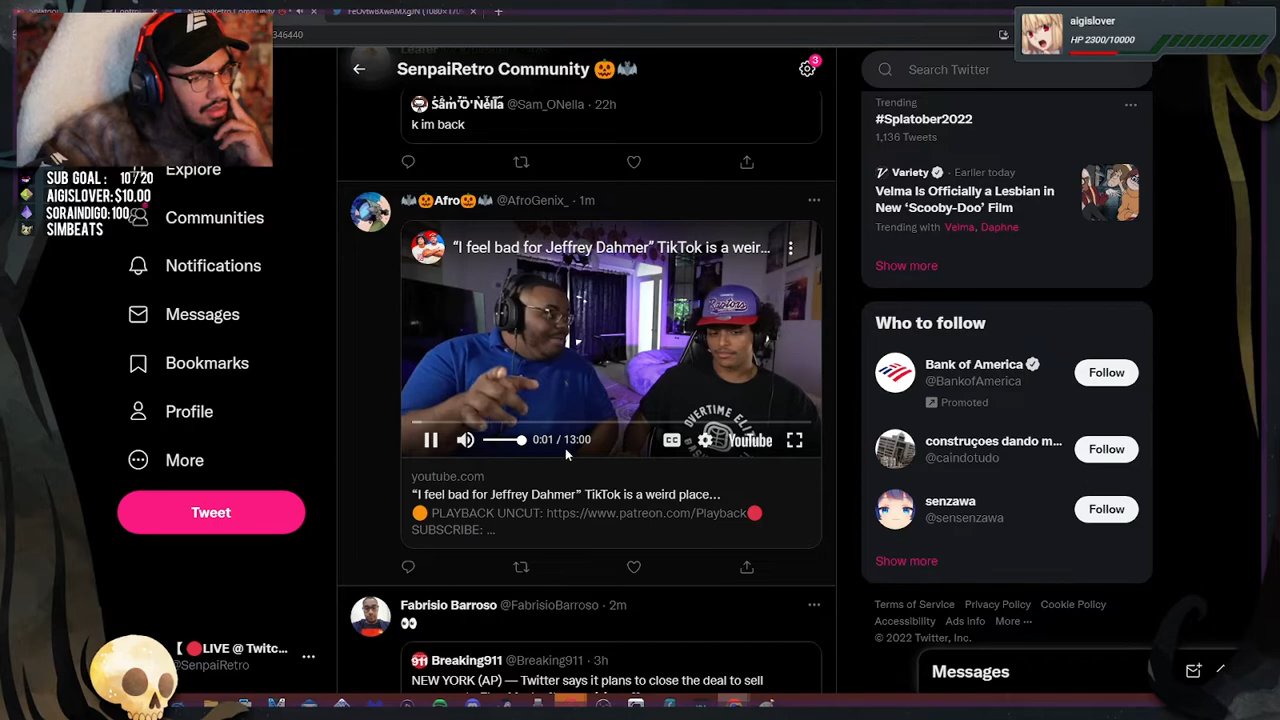 346440
aigislover
HP 2300/10000
SUB GOAL : 10/20
AIGISLOVER: $10.00
SORAINDIGO: 100
SIMBEATS
Explore
Communities
Notifications
Messages
Bookmarks
Profile
More
Tweet
【🔴LIVE @ Twitc...
@SenpaiRetro
SenpaiRetro Community 🎃🦇
3
Sam O'Nella @Sam_ONella · 22h
k im back
🦇🎃Afro🎃🦇 @AfroGenix_ · 1m
“I feel bad for Jeffrey Dahmer” TikTok is a weir...
Raptors
OVERTIME ELITE
0:01 / 13:00
CC
YouTube
youtube.com
“I feel bad for Jeffrey Dahmer” TikTok is a weird place...
🟠 PLAYBACK UNCUT: https://www.patreon.com/Playback🔴
SUBSCRIBE: ...
Fabrisio Barroso @FabrisioBarroso · 2m
👀
911 Breaking911 @Breaking911 · 3h
NEW YORK (AP) — Twitter says it plans to close the deal to sell
Search Twitter
Trending
#Splatober2022
1,136 Tweets
Variety · Earlier today
Velma Is Officially a Lesbian in
New ‘Scooby-Doo’ Film
Trending with Velma, Daphne
Show more
Who to follow
Bank of America
@BankofAmerica
Promoted
Follow
construçoes dando m...
@caindotudo
Follow
senzawa
@sensenzawa
Follow
Show more
Terms of Service Privacy Policy Cookie Policy
Accessibility Ads info More ···
© 2022 Twitter, Inc.
Messages